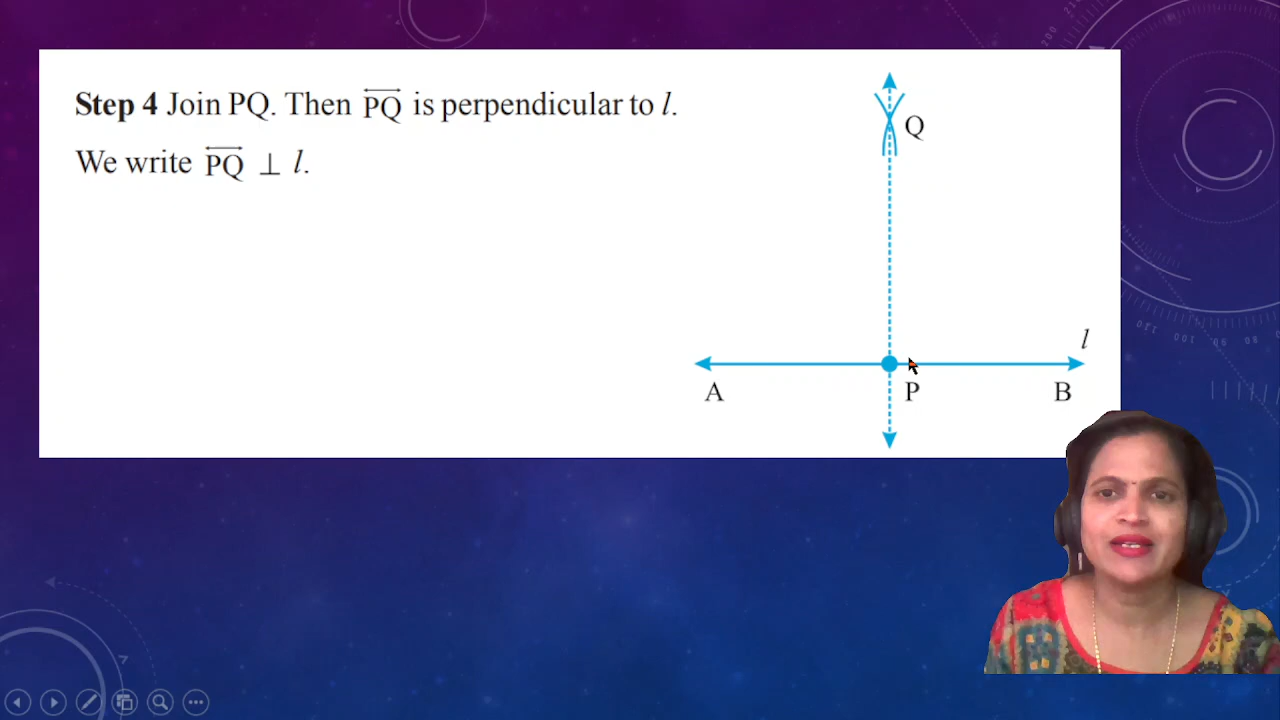 Step 4 Join PQ. Then PQ is perpendicular to l.
We write PQ ⊥ l.
Q
l
A
P
B